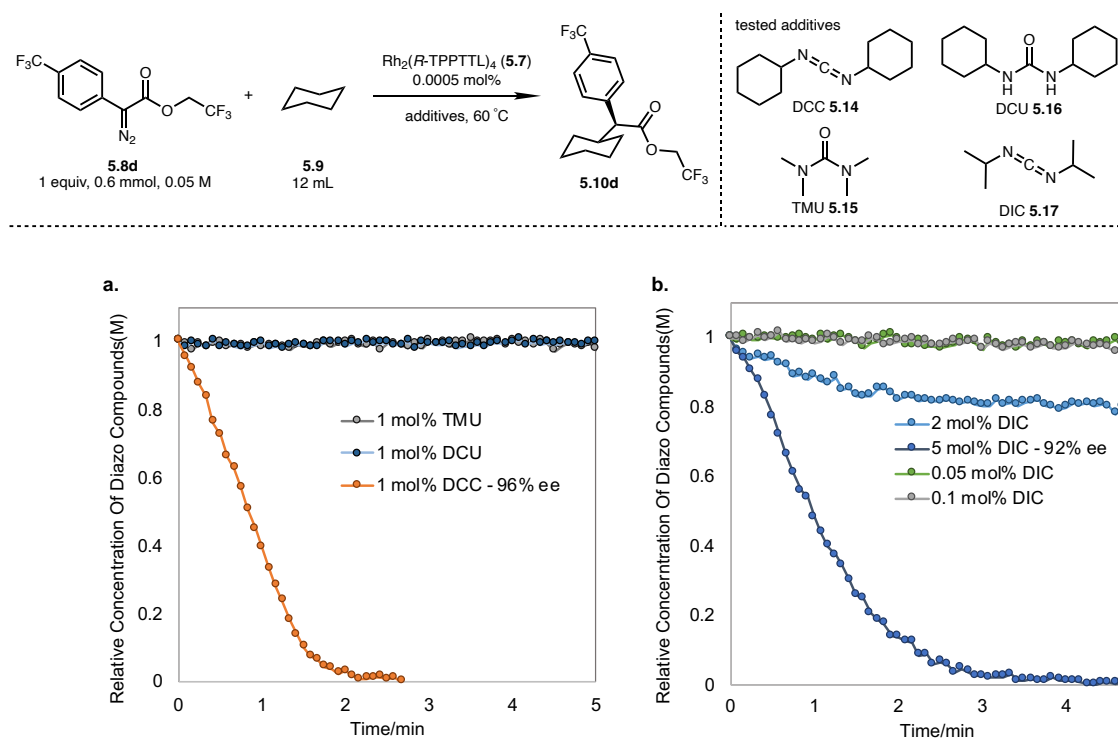 F₃C
O
O
CF₃
N₂
5.8d
1 equiv, 0.6 mmol, 0.05 M
+
5.9
12 mL
Rh₂(R-TPPTTL)₄ (5.7)
0.0005 mol%
additives, 60 °C
F₃C
O
O
CF₃
5.10d
tested additives
N
C
N
DCC 5.14
O
N
H
N
H
DCU 5.16
O
N
N
TMU 5.15
N
C
N
DIC 5.17
a.
Relative Concentration Of Diazo Compounds(M)
1
0.8
0.6
0.4
0.2
0
0 1 2 3 4 5
Time/min
1 mol% TMU
1 mol% DCU
1 mol% DCC - 96% ee
b.
Relative Concerntration Of Diazo Compounds(M)
1
0.8
0.6
0.4
0.2
0
0 1 2 3 4
Time/min
2 mol% DIC
5 mol% DIC - 92% ee
0.05 mol% DIC
0.1 mol% DIC